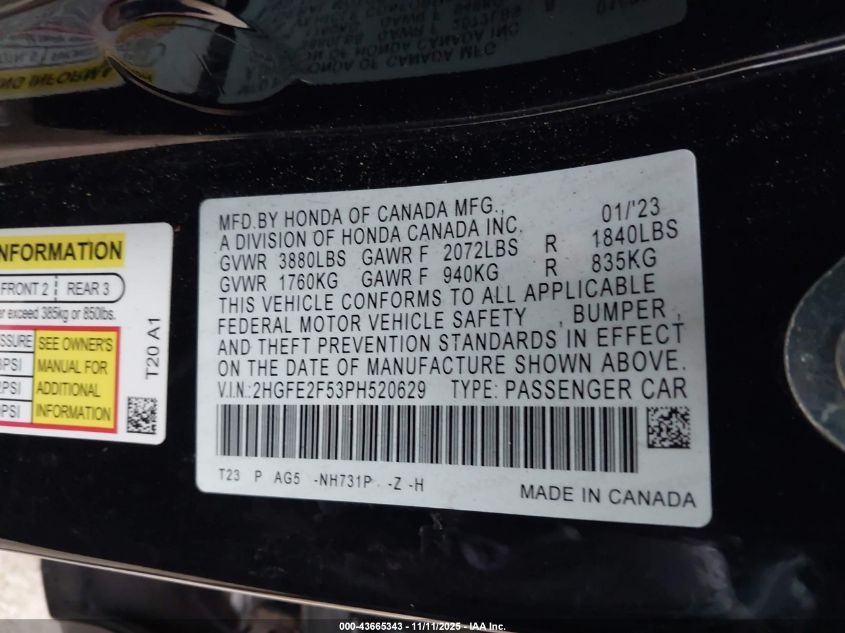 MFD.BY HONDA OF CANADA MFG., 01/'23
A DIVISION OF HONDA CANADA INC.
GVWR 3880LBS GAWR F 2072LBS R 1840LBS
GVWR 1760KG GAWR F 940KG R 835KG
THIS VEHICLE CONFORMS TO ALL APPLICABLE
FEDERAL MOTOR VEHICLE SAFETY , BUMPER ,
AND THEFT PREVENTION STANDARDS IN EFFECT
ON THE DATE OF MANUFACTURE SHOWN ABOVE.
V.I.N.:2HGFE2F53PH520629 TYPE: PASSENGER CAR
T23 P AG5 -NH731P -Z -H
MADE IN CANADA
INFORMATION
FRONT 2 REAR 3
exceed 385kg or 850lbs.
SEE OWNER'S
MANUAL FOR
ADDITIONAL
INFORMATION
PSI
PSI
PSI
T20 A1
000-43665343 - 11/11/2025 - IAA Inc.